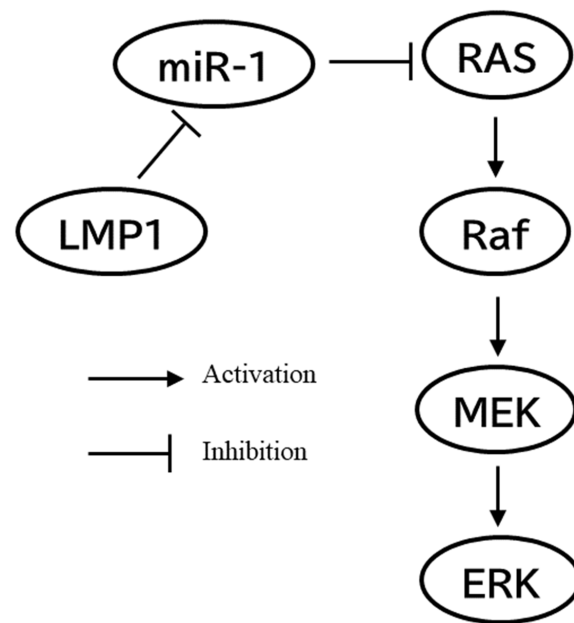 miR-1
RAS
LMP1
Raf
Activation
MEK
Inhibition
ERK